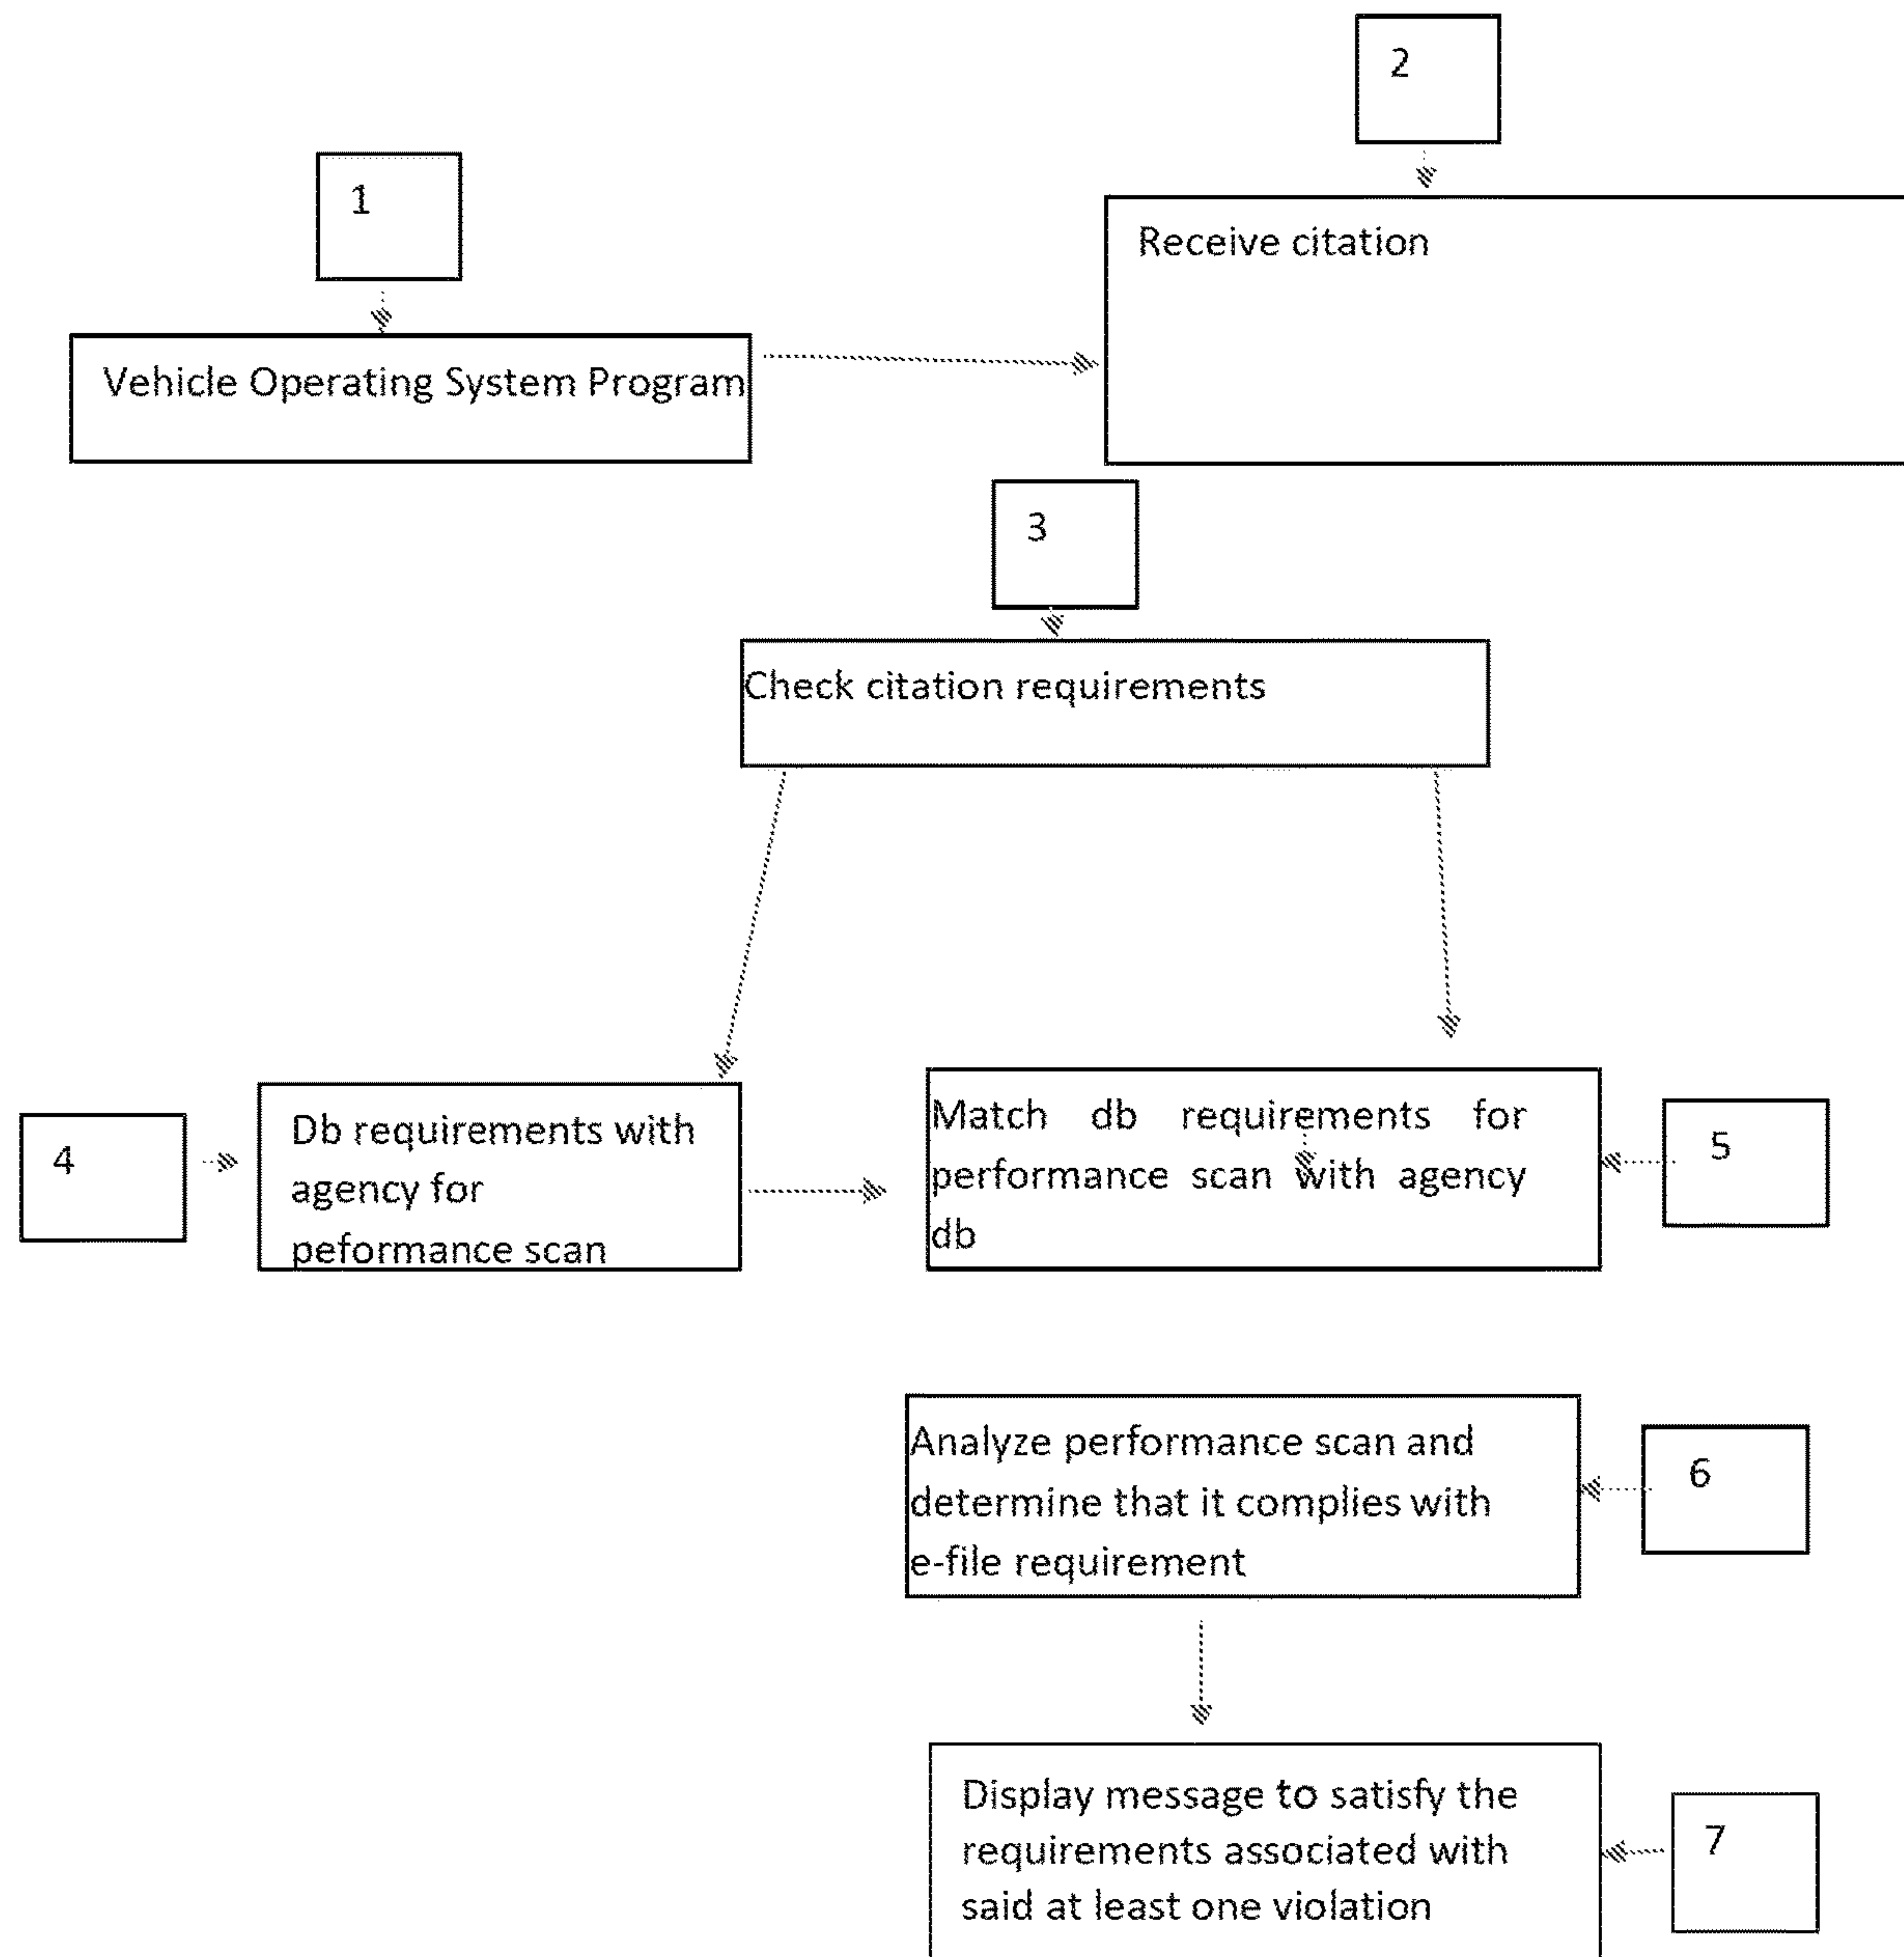 2
1
Receive citation
Vehicle Operating System Program
3
Check citation requirements
4
Db requirements with
agency for
peformance scan
Match db requirements for
performance scan with agency
db
5
Analyze performance scan and
determine that it complies with
e-file requirement
6
Display message to satisfy the
requirements associated with
said at least one violation
7